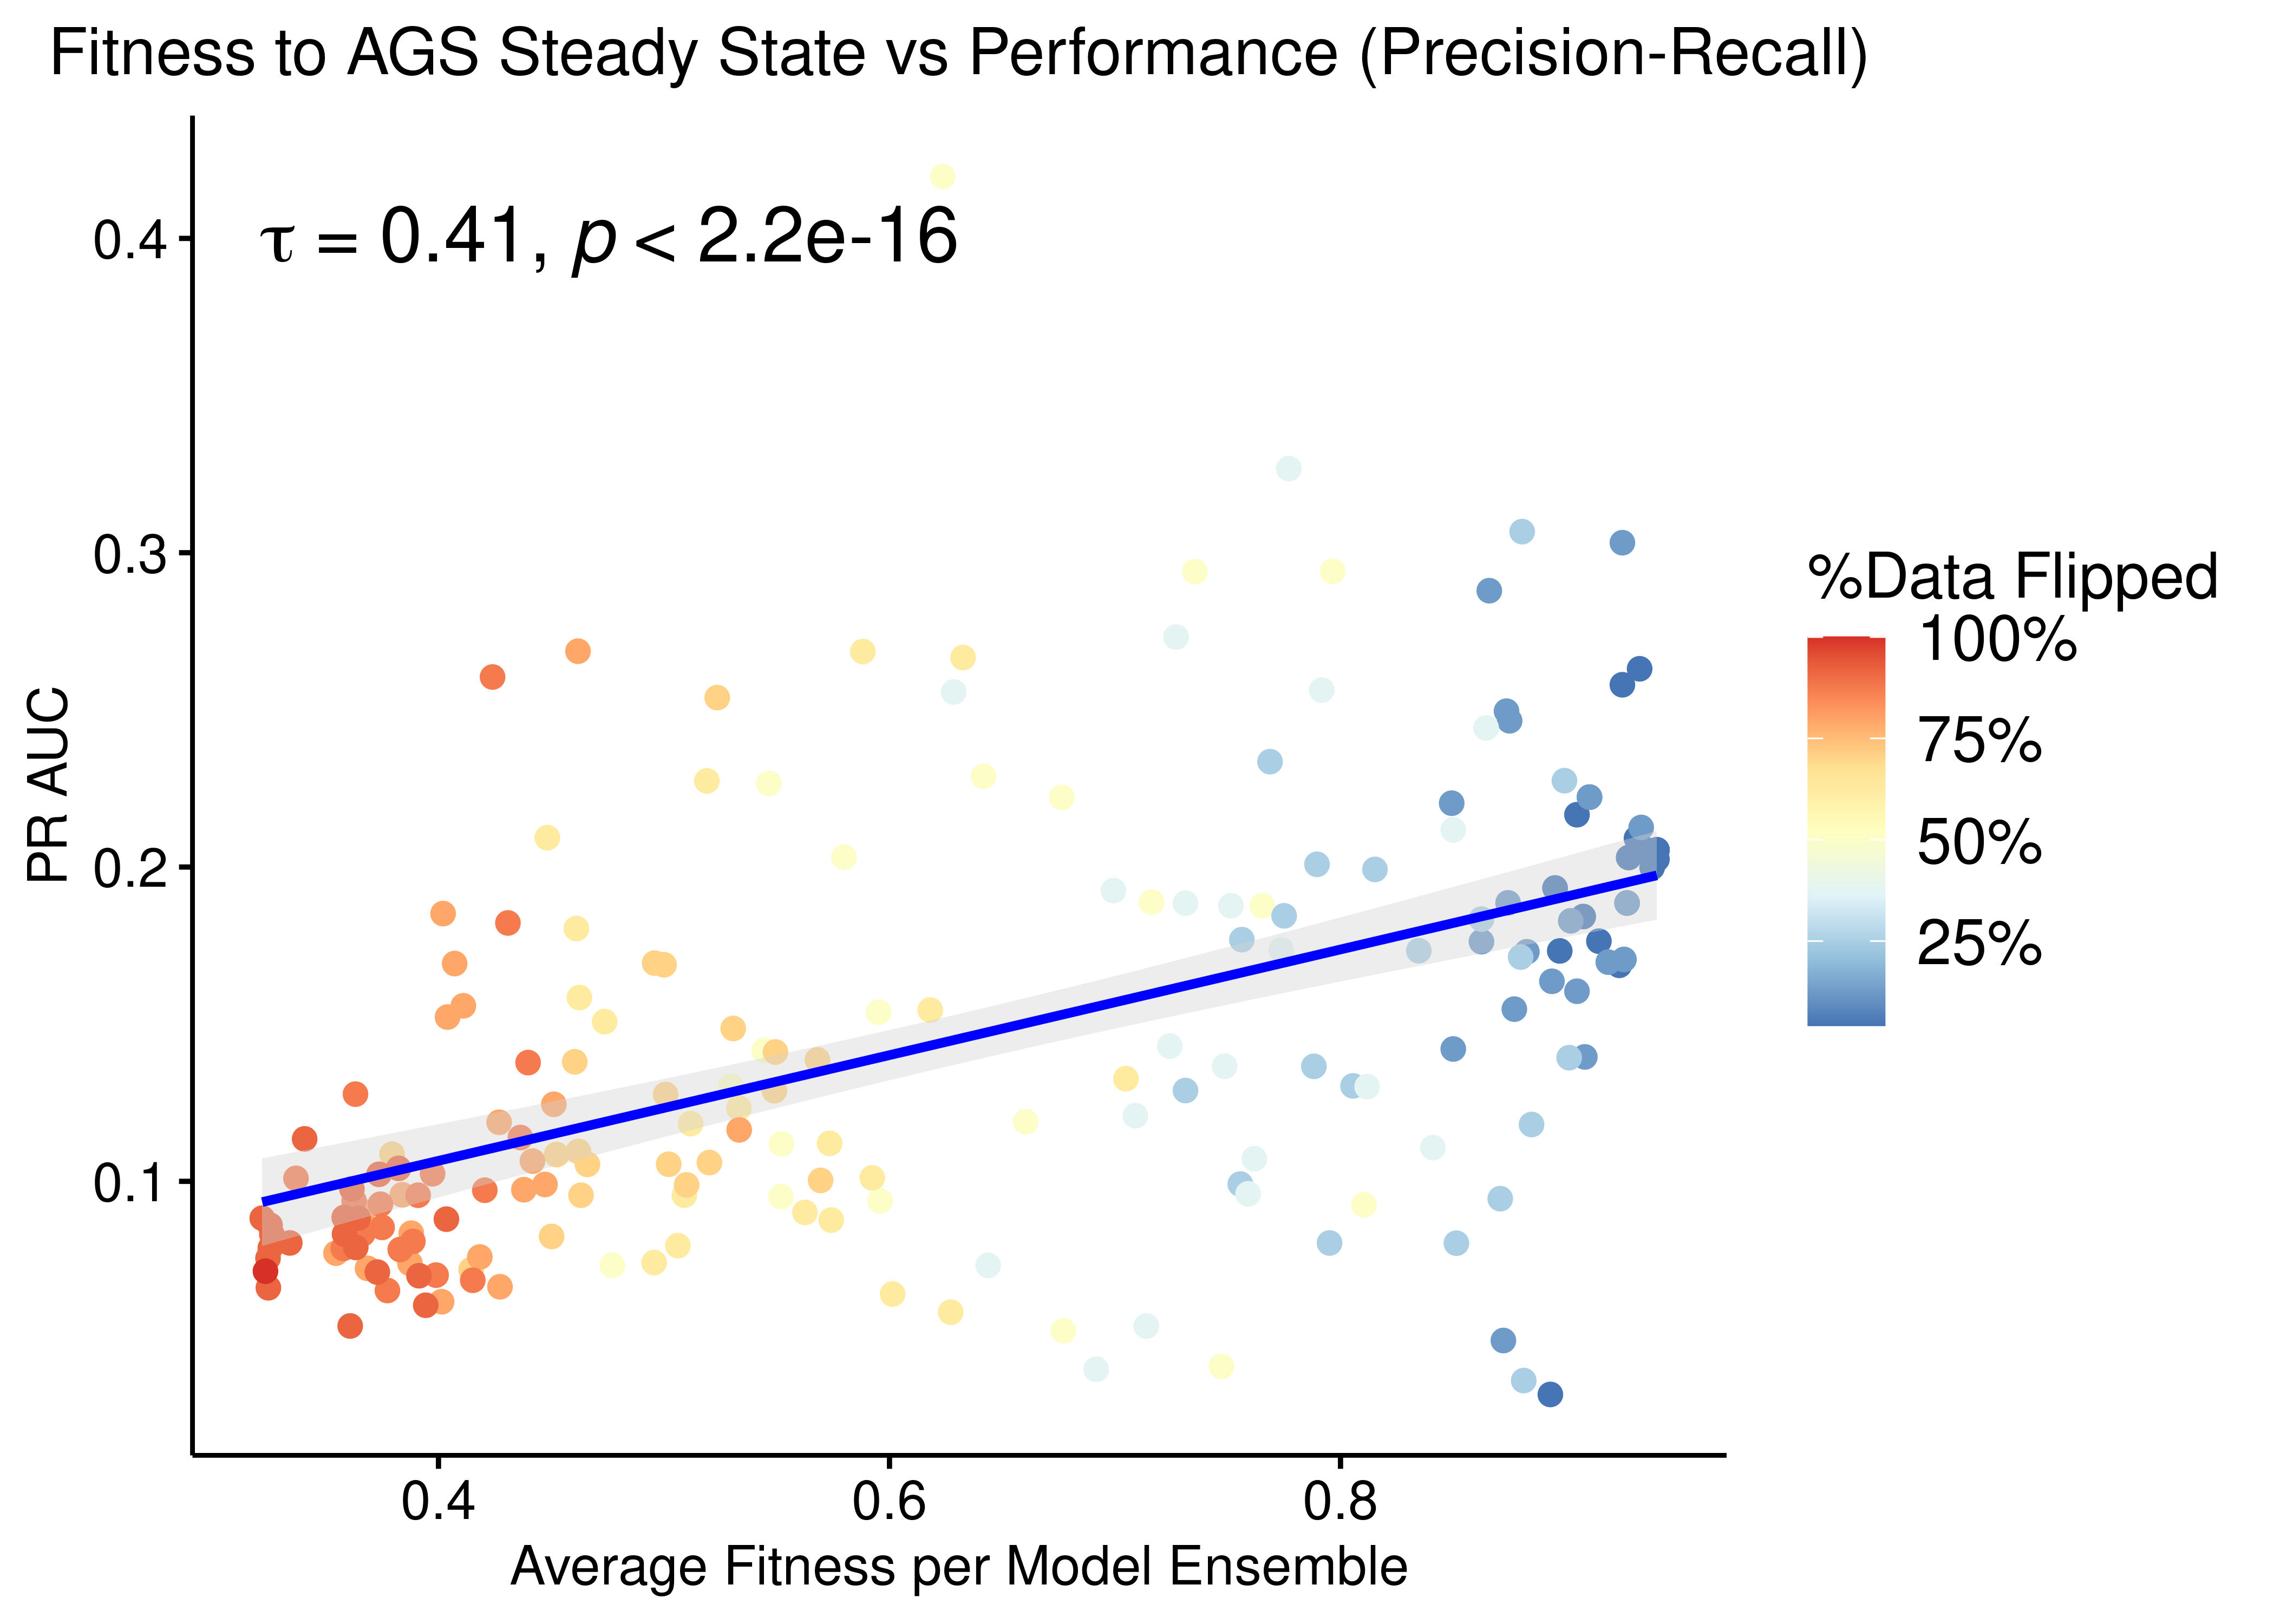 Fitness to AGS Steady State vs Performance (Precision-Recall)
τ = 0.41, p < 2.2e-16
0.4
0.3
0.2
0.1
PR AUC
0.4 0.6 0.8
Average Fitness per Model Ensemble
%Data Flipped
100%
75%
50%
25%